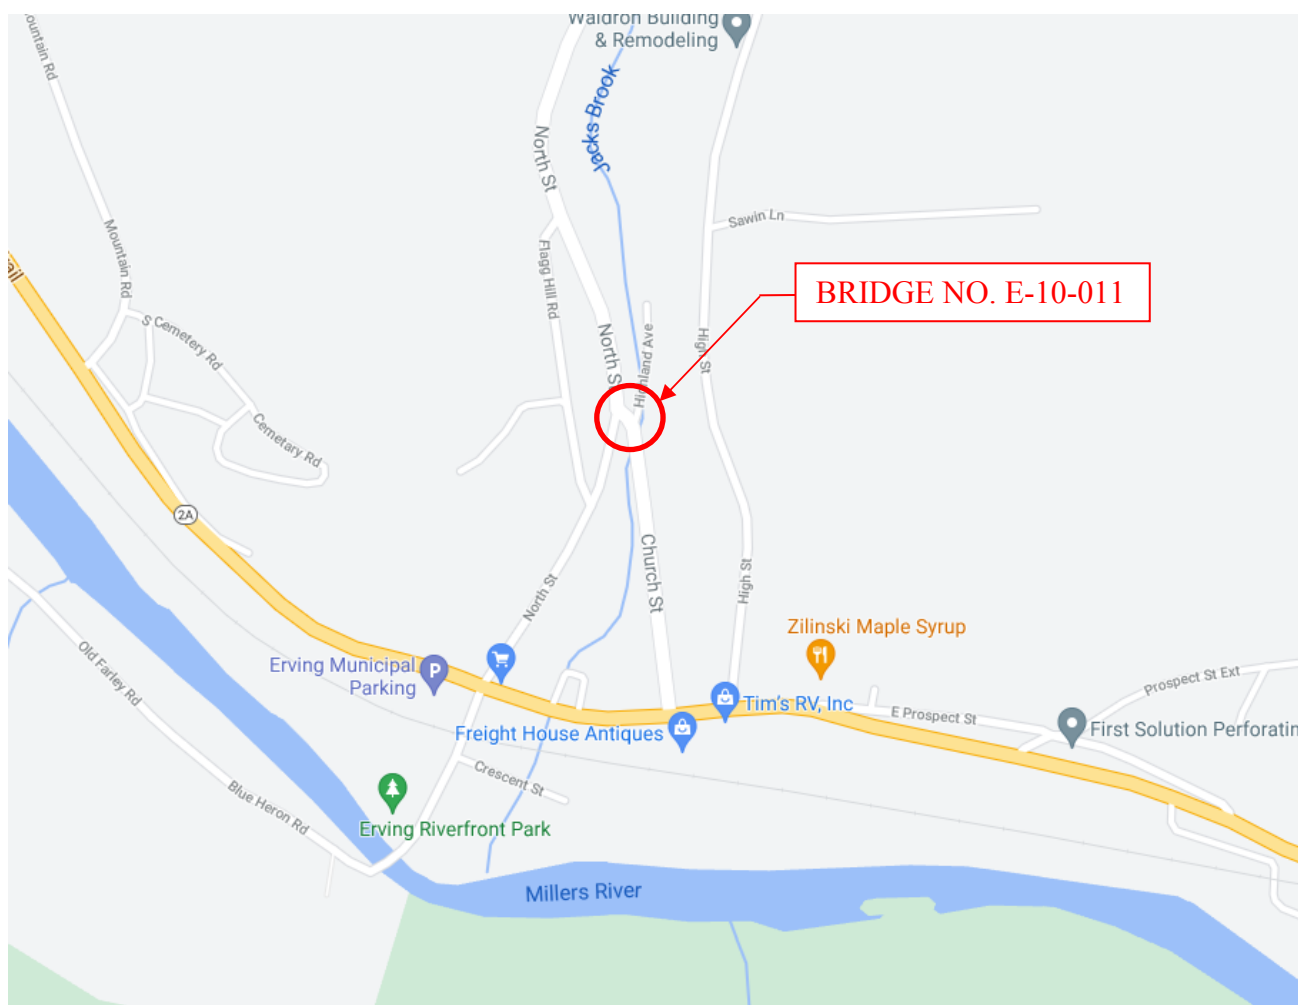 Waldron Building
& Remodeling
Mountain Rd
Jacks Brook
North St
Sawin Ln
Mountain Rd
Flagg Hill Rd
BRIDGE NO. E-10-011
S Cemetery Rd
North St
Highland Ave
High St
Cemetary Rd
2A
Church St
High St
North St
Zilinski Maple Syrup
Old Farley Rd
Erving Municipal
Parking
P
Prospect St Ext
Tim's RV, Inc
E Prospect St
Freight House Antiques
First Solution Perforatin
Crescent St
Blue Heron Rd
Erving Riverfront Park
Millers River